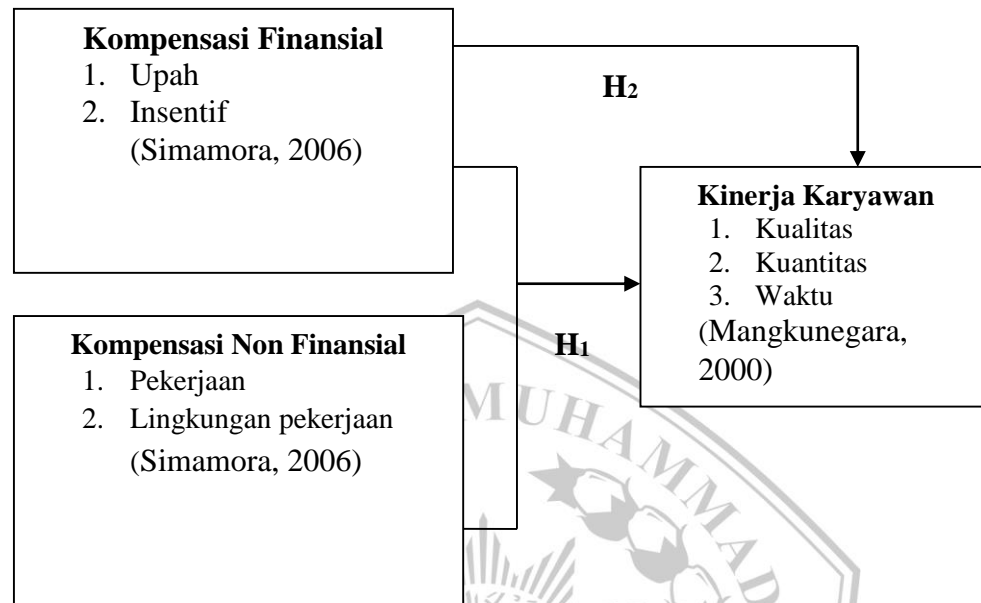 Kompensasi Finansial
1. Upah
2. Insentif
(Simamora, 2006)
H2
Kinerja Karyawan
1. Kualitas
2. Kuantitas
3. Waktu
(Mangkunegara,
2000)
H1
Kompensasi Non Finansial
1. Pekerjaan
2. Lingkungan pekerjaan
(Simamora, 2006)
MUHAMMAD